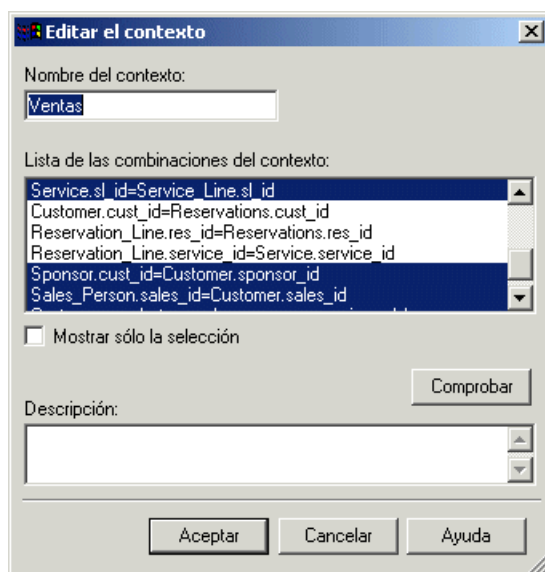 Editar el contexto
Nombre del contexto:
Ventas
Lista de las combinaciones del contexto:
Service.sl_id=Service_Line.sl_id
Customer.cust_id=Reservations.cust_id
Reservation_Line.res_id=Reservations.res_id
Reservation_Line.service_id=Service.service_id
Sponsor.cust_id=Customer.sponsor_id
Sales_Person.sales_id=Customer.sales_id
Mostrar sólo la selección
Comprobar
Descripción:
Aceptar
Cancelar
Ayuda